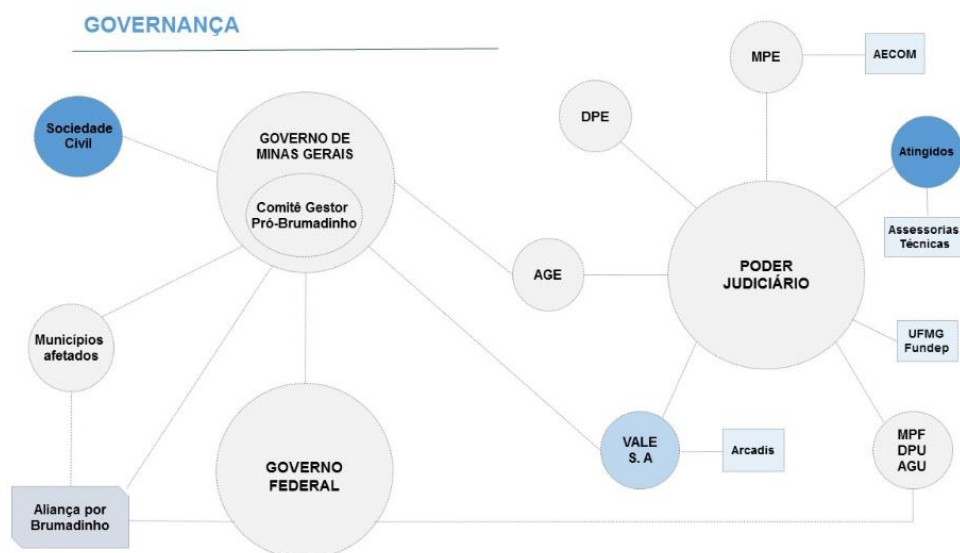 GOVERNANÇA
MPE
AECOM
DPE
Sociedade
Civil
GOVERNO DE
MINAS GERAIS
Atingidos
Comitê Gestor
Pró-Brumadinho
Assessorias
Técnicas
AGE
PODER
JUDICIÁRIO
Municípios
afetados
UFMG
Fundep
VALE
S. A
Arcadis
MPF
DPU
AGU
GOVERNO
FEDERAL
Aliança por
Brumadinho